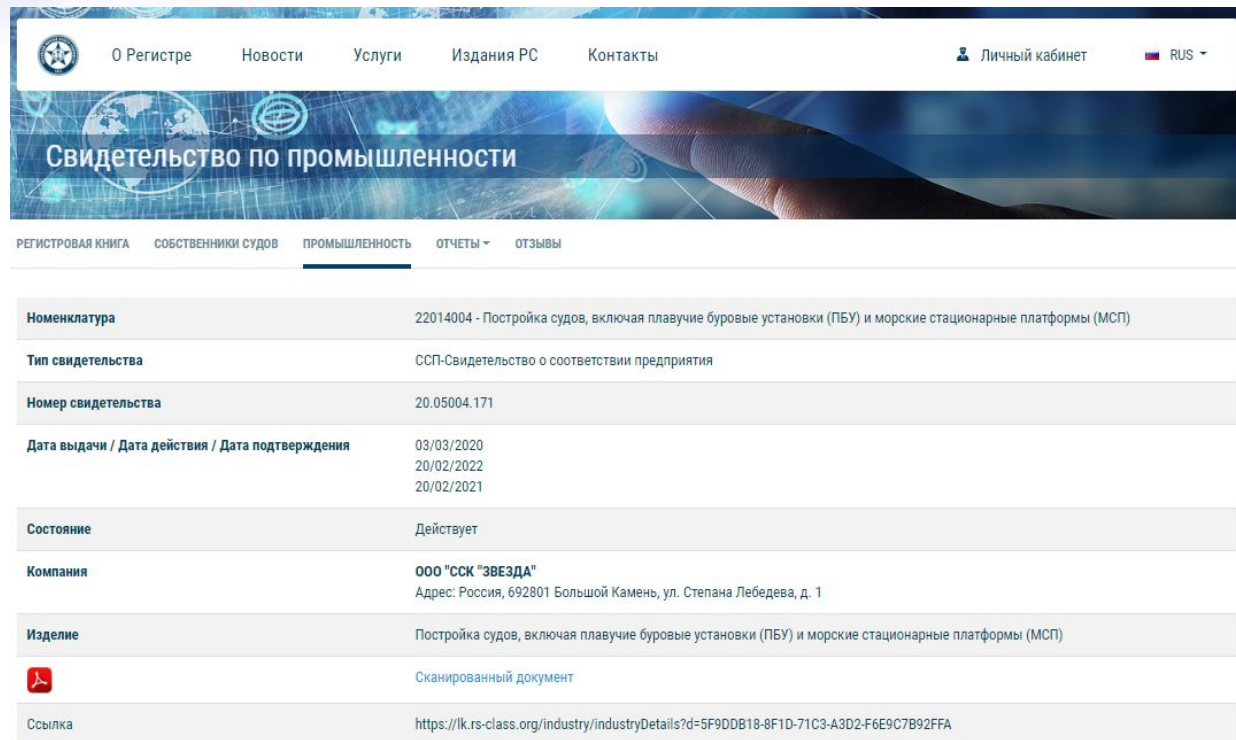 О Регистре Новости Услуги Издания РС Контакты Личный кабинет RUS
Свидетельство по промышленности
РЕГИСТРОВАЯ КНИГА СОБСТВЕННИКИ СУДОВ ПРОМЫШЛЕННОСТЬ ОТЧЕТЫ ОТЗЫВЫ
Номенклатура 22014004 - Постройка судов, включая плавучие буровые установки (ПБУ) и морские стационарные платформы (МСП)
Тип свидетельства ССП-Свидетельство о соответствии предприятия
Номер свидетельства 20.05004.171
Дата выдачи / Дата действия / Дата подтверждения 03/03/2020
20/02/2022
20/02/2021
Состояние Действует
Компания ООО "ССК "ЗВЕЗДА"
Адрес: Россия, 692801 Большой Камень, ул. Степана Лебедева, д. 1
Изделие Постройка судов, включая плавучие буровые установки (ПБУ) и морские стационарные платформы (МСП)
Сканированный документ
Ссылка https://lk.rs-class.org/industry/industryDetails?d=5F9DDB18-8F1D-71C3-A3D2-F6E9C7B92FFA